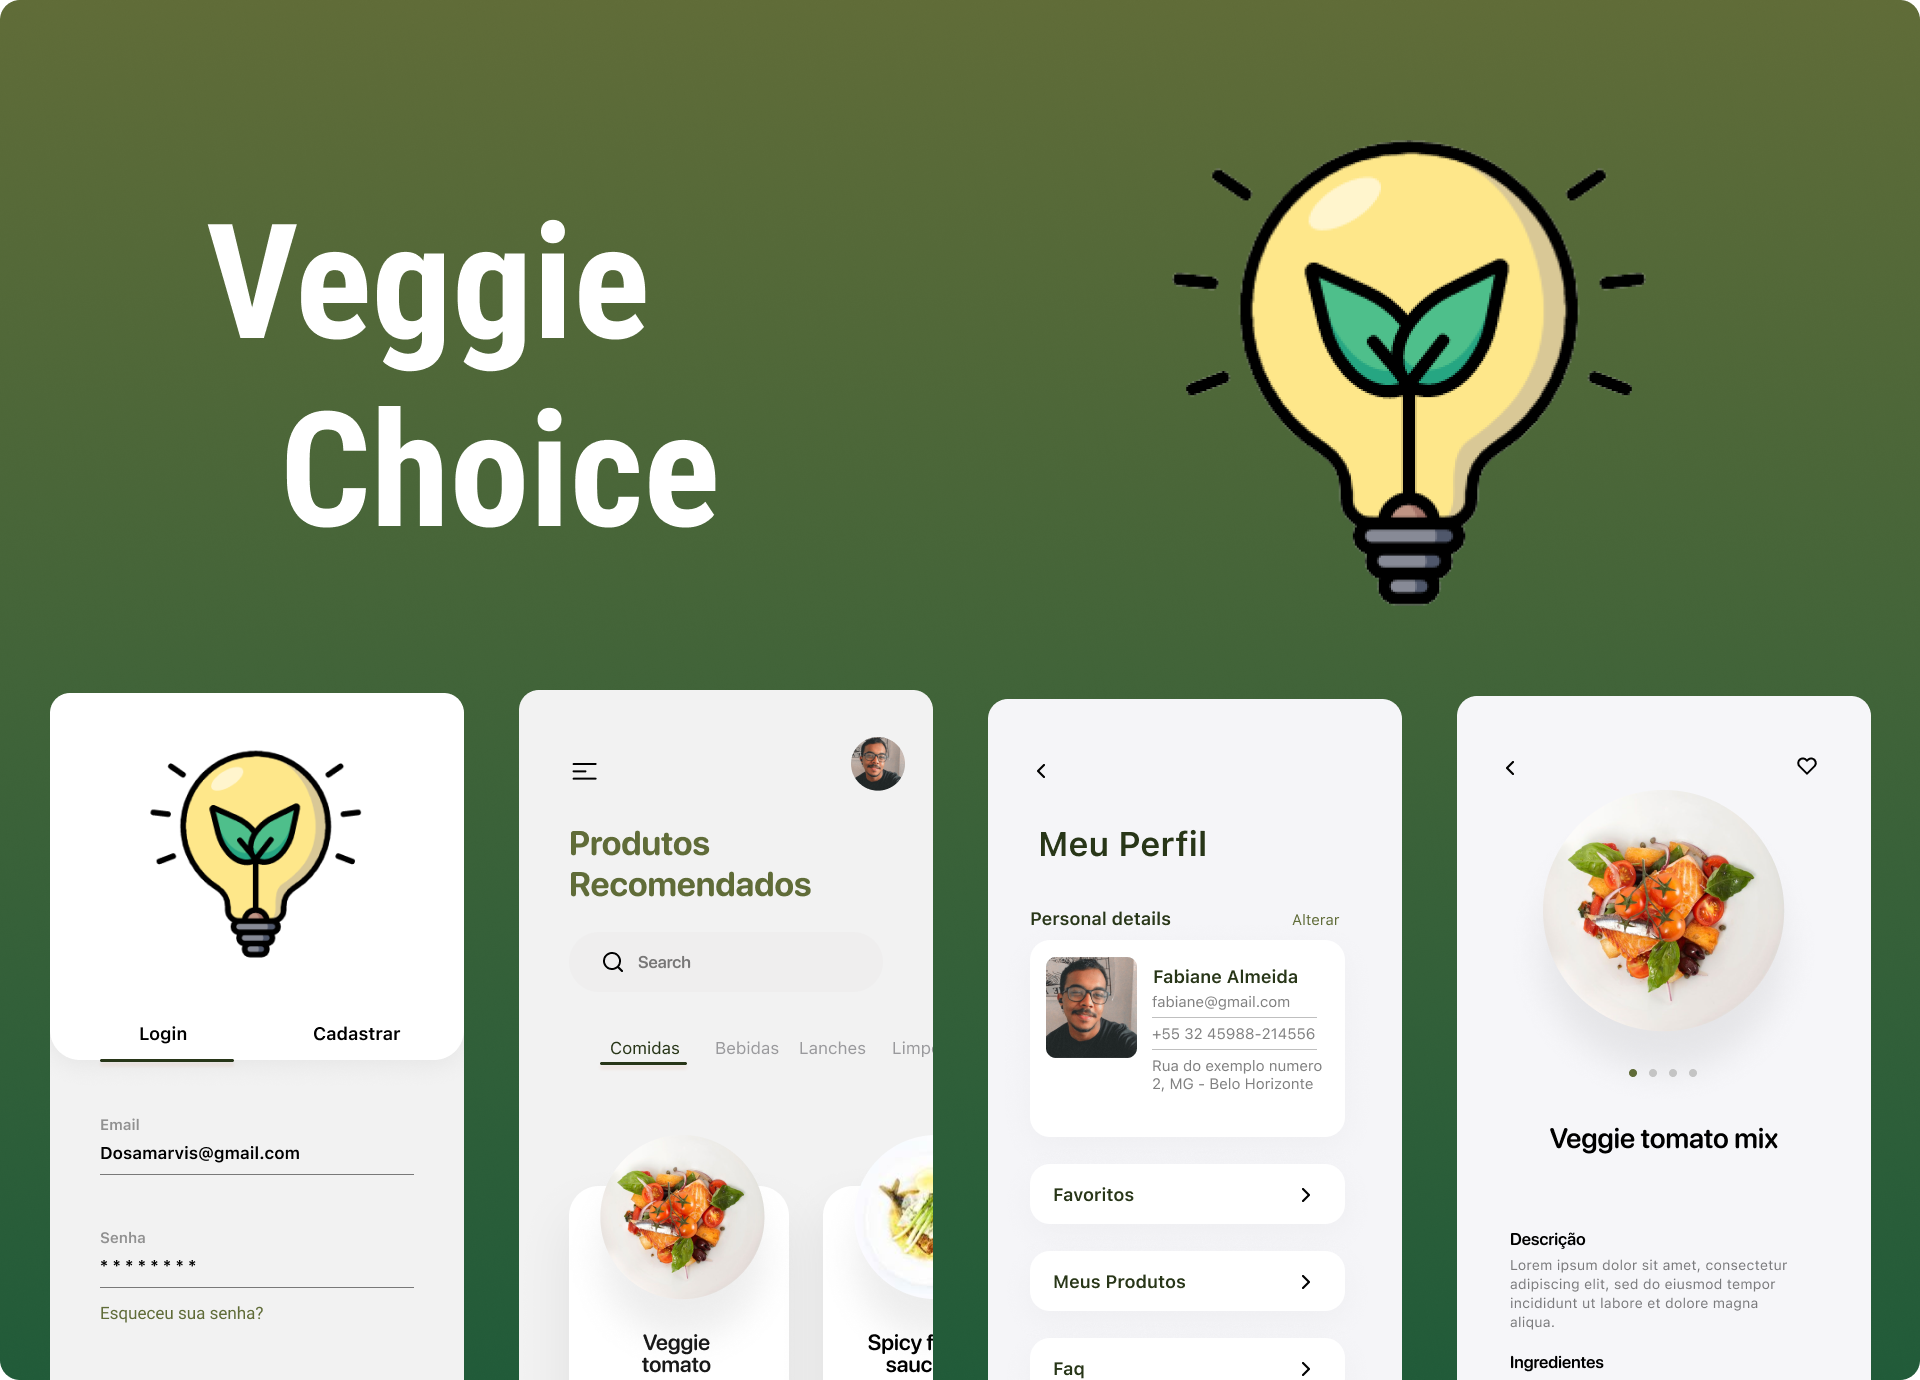 Veggie
Choice
Login
Cadastrar
Email
Dosamarvis@gmail.com
Senha
* * * * * * * *
Esqueceu sua senha?
Produtos
Recomendados
Search
Comidas
Bebidas
Lanches
Limp
Veggie
tomato
Spicy f
sauc
Meu Perfil
Personal details
Alterar
Fabiane Almeida
fabiane@gmail.com
+55 32 45988-214556
Rua do exemplo numero
2, MG - Belo Horizonte
Favoritos
Meus Produtos
Faq
Veggie tomato mix
Descrição
Lorem ipsum dolor sit amet, consectetur
adipiscing elit, sed do eiusmod tempor
incididunt ut labore et dolore magna
aliqua.
Ingredientes